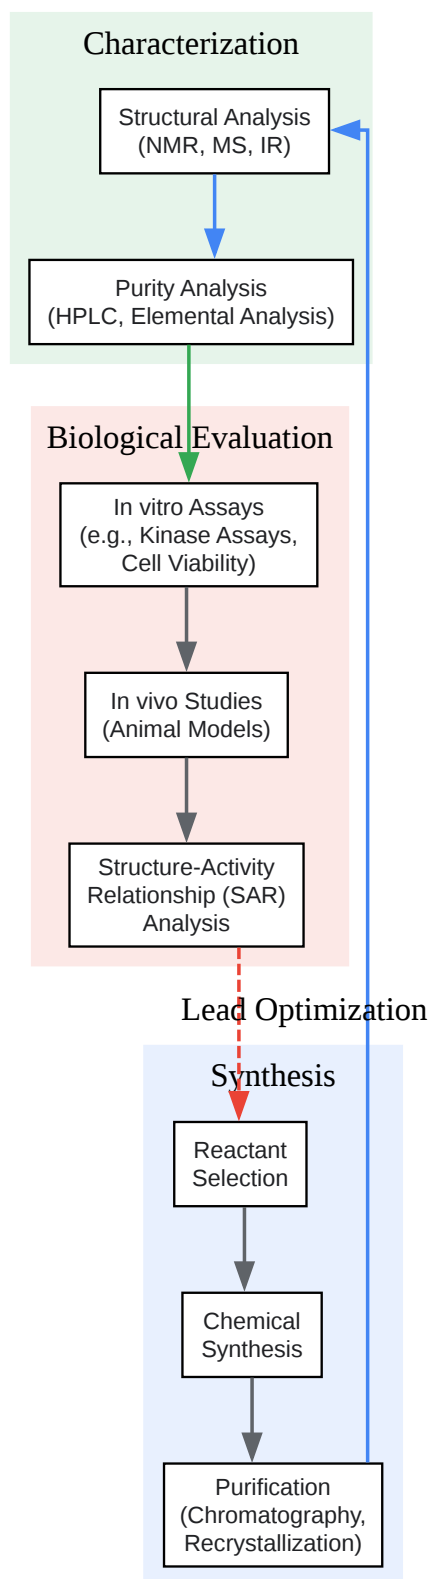 Characterization
Structural Analysis
(NMR, MS, IR)
Purity Analysis
(HPLC, Elemental Analysis)
Biological Evaluation
In vitro Assays
(e.g., Kinase Assays,
Cell Viability)
In vivo Studies
(Animal Models)
Structure-Activity
Relationship (SAR)
Analysis
Lead Optimization
Synthesis
Reactant
Selection
Chemical
Synthesis
Purification
(Chromatography,
Recrystallization)